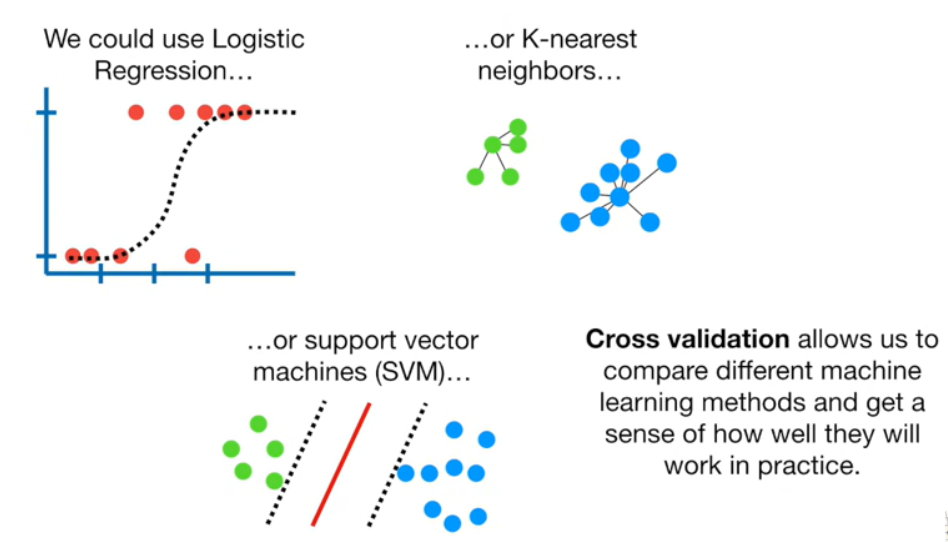 We could use Logistic
Regression…
…or K-nearest
neighbors…
…or support vector
machines (SVM)…
Cross validation allows us to
compare different machine
learning methods and get a
sense of how well they will
work in practice.